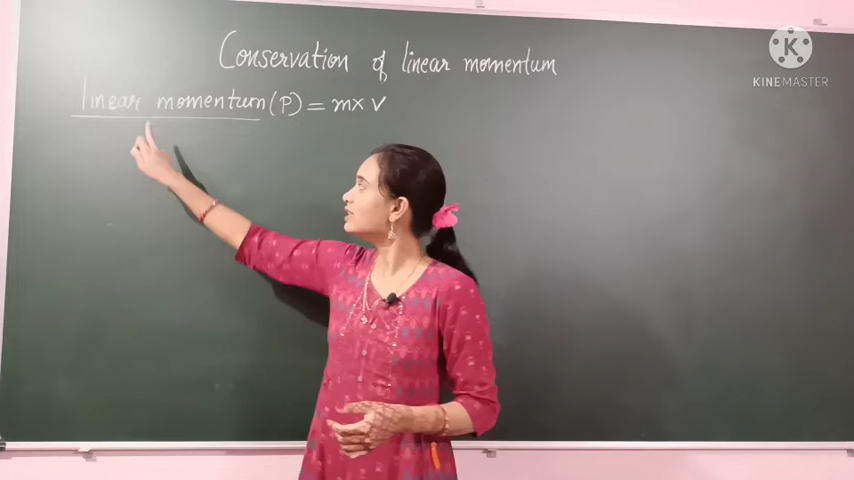 Conservation of linear momentum
linear momentum (P) = m× v
K
KINEMASTER